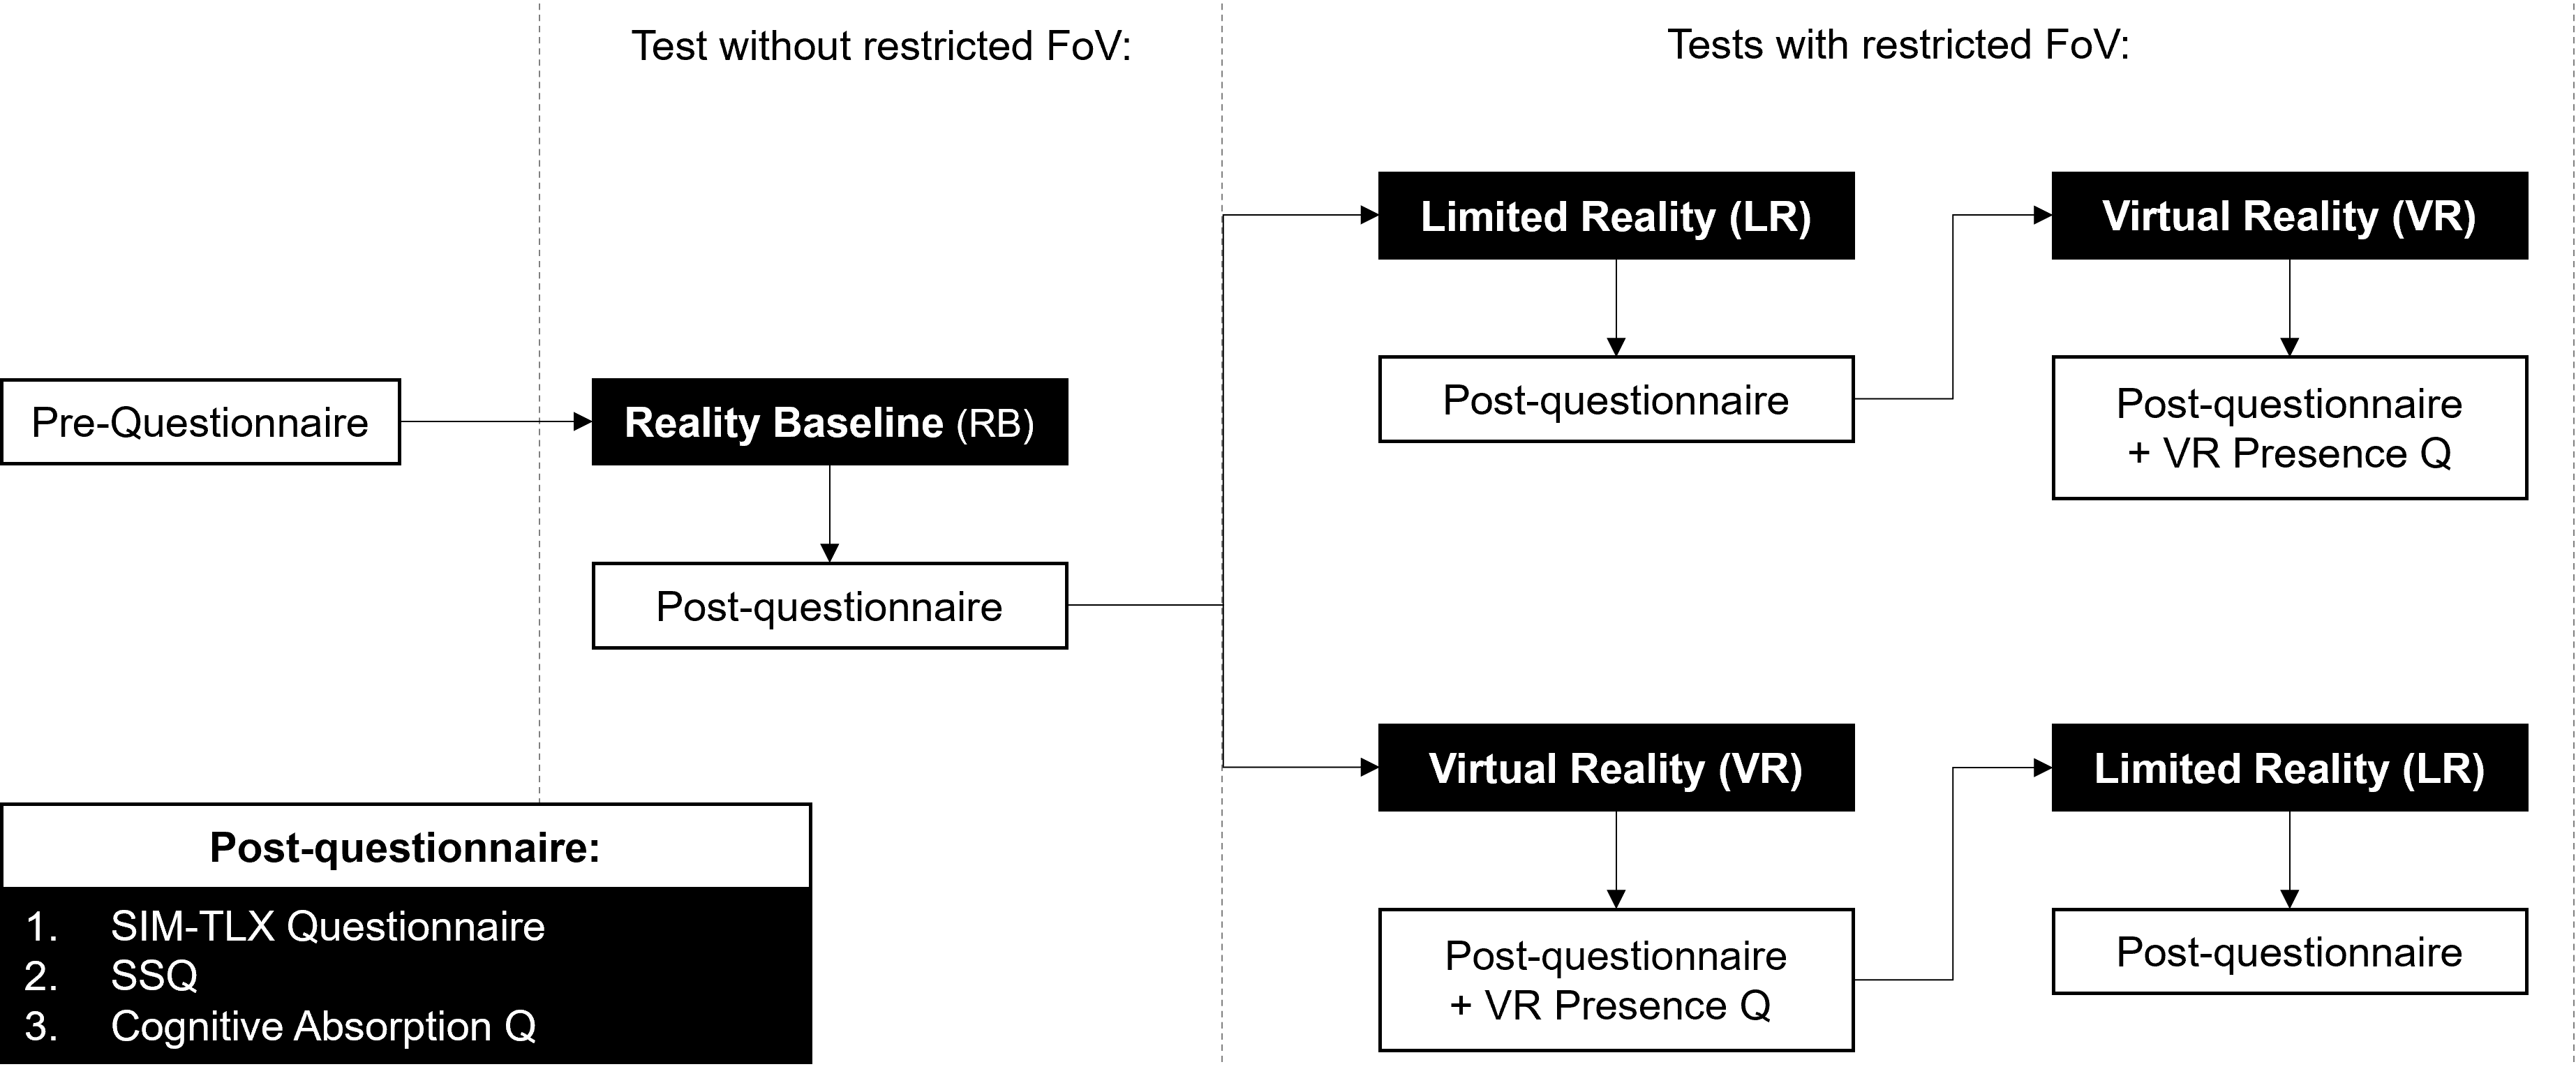 Test without restricted FoV:
Tests with restricted FoV:
Pre-Questionnaire
Reality Baseline (RB)
Post-questionnaire
Limited Reality (LR)
Post-questionnaire
Virtual Reality (VR)
Post-questionnaire
+ VR Presence Q
Virtual Reality (VR)
Post-questionnaire
+ VR Presence Q
Limited Reality (LR)
Post-questionnaire
Post-questionnaire:
1. SIM-TLX Questionnaire
2. SSQ
3. Cognitive Absorption Q